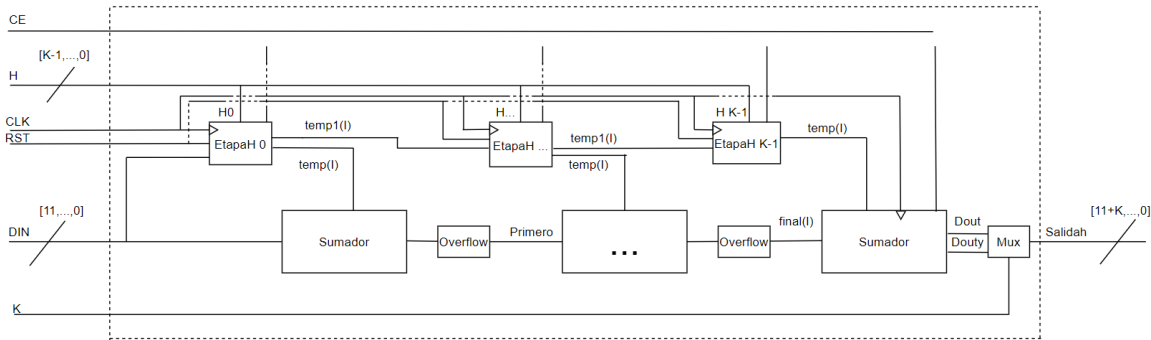 CE
[K-1,...,0]
H
H0
H...
H K-1
CLK
RST
temp1(I)
temp1(I)
temp(I)
EtapaH 0
EtapaH ...
EtapaH K-1
temp(I)
temp(I)
[11,...,0]
[11+K,...,0]
final(I)
Dout
DIN
Sumador
Overflow
Primero
...
Overflow
Sumador
Douty
Mux
Salidah
K